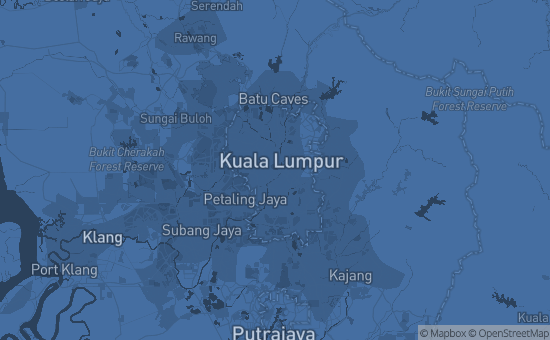 Serendah
Rawang
Batu Caves
Bukit Sungai Putih
Forest Reserve
Sungai Buloh
Bukit Cherakah
Forest Reserve
Kuala Lumpur
Petaling Jaya
Subang Jaya
Klang
Port Klang
Kajang
Kuala
Putrajaya
© Mapbox © OpenStreetMap